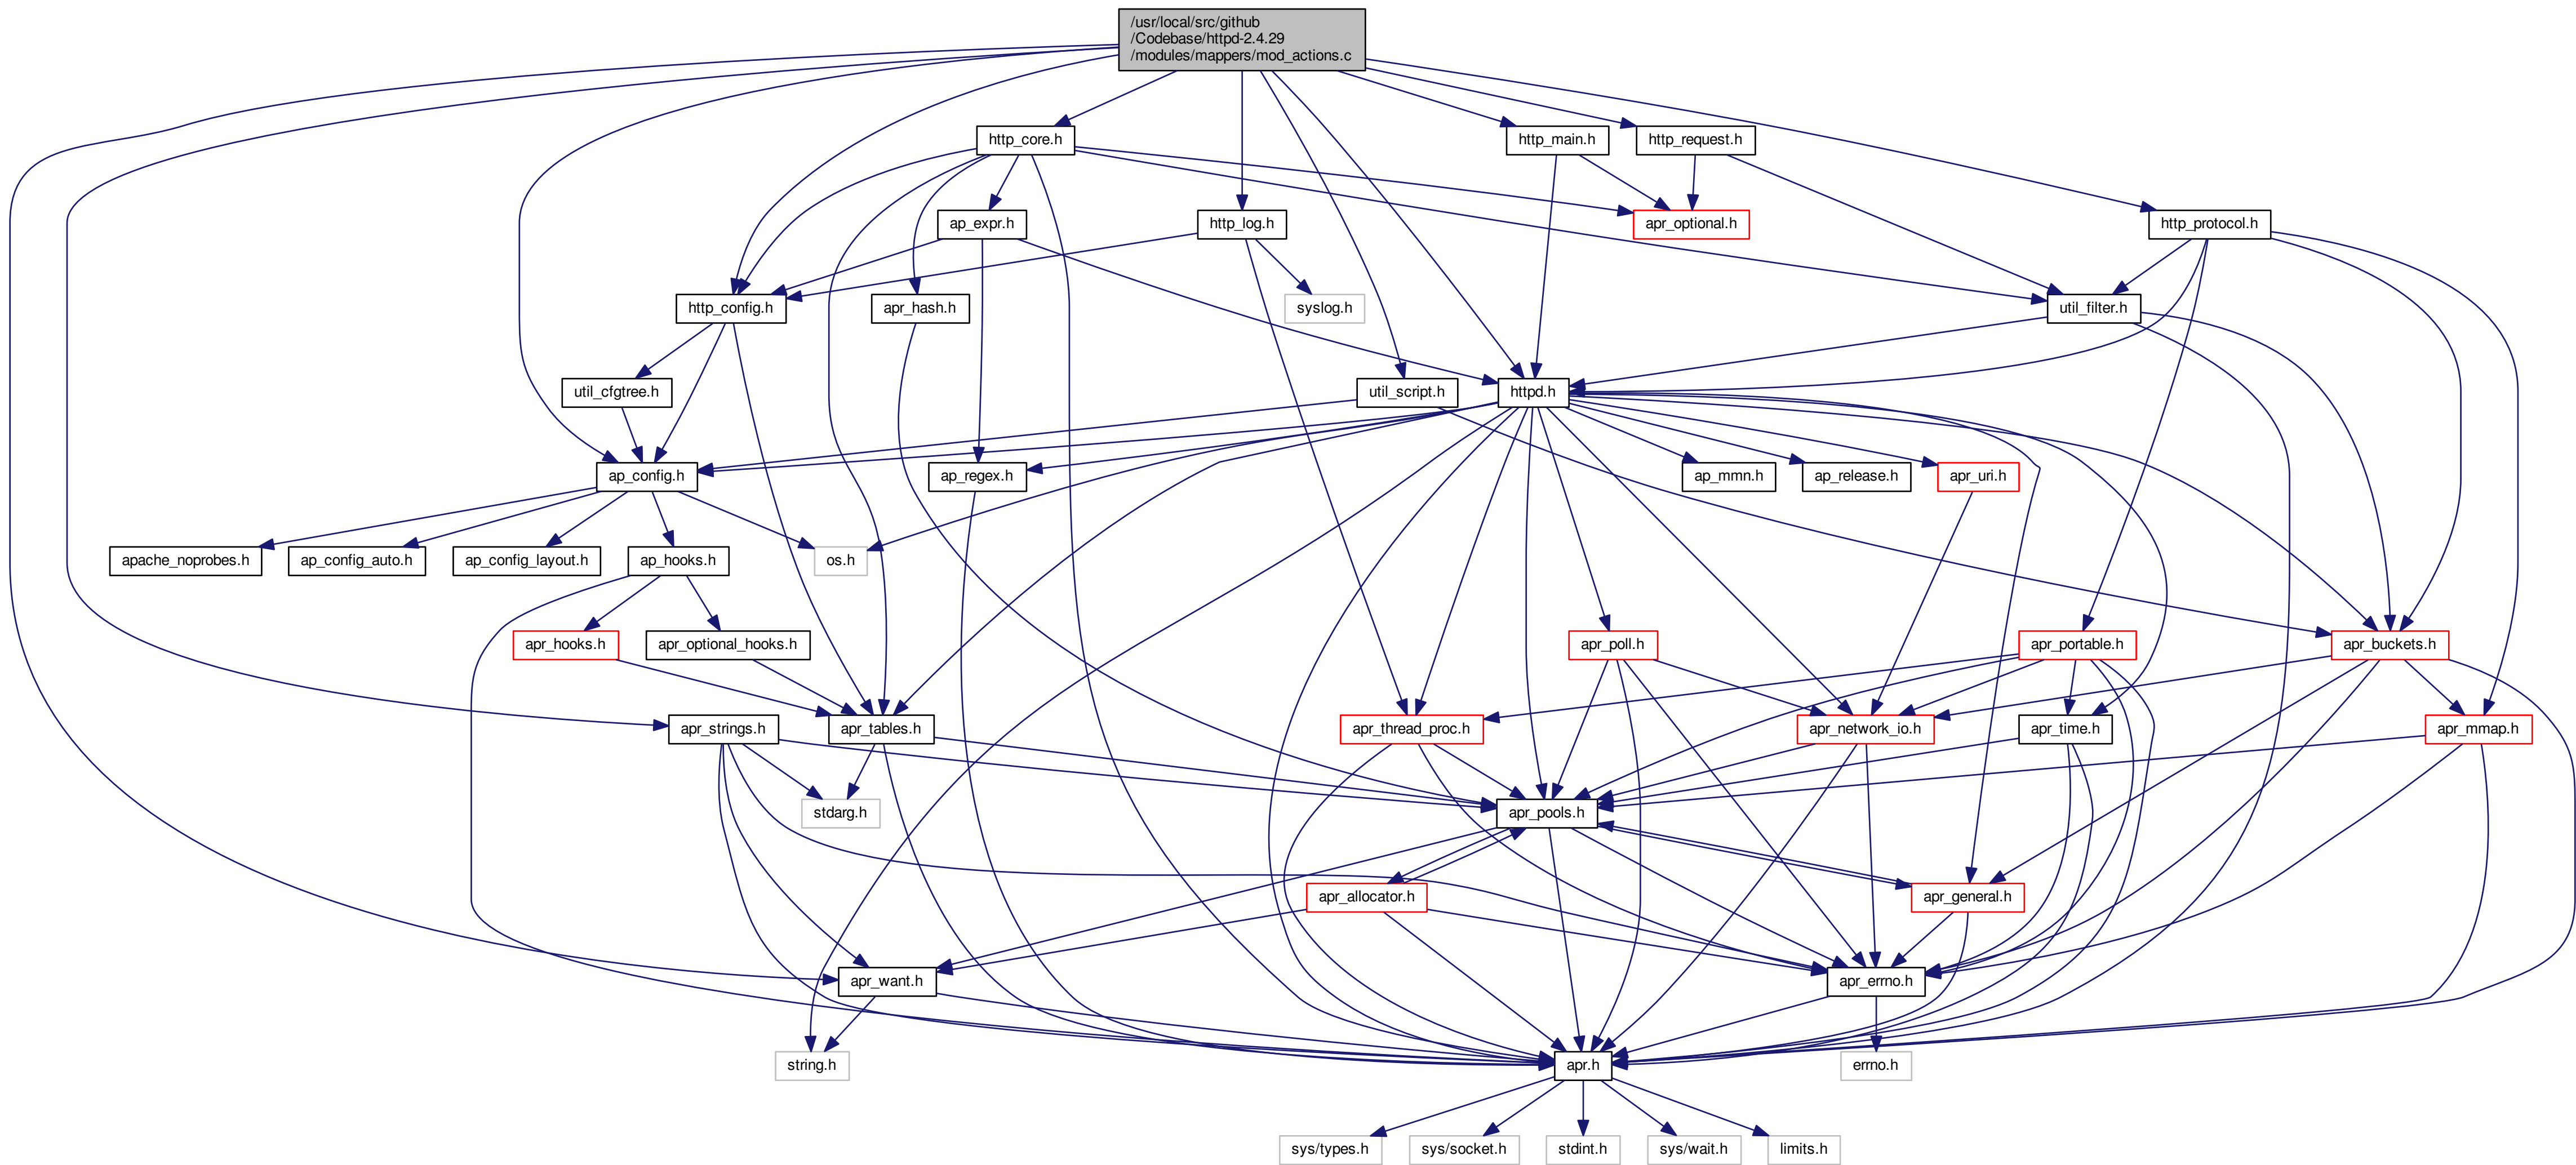 /usr/local/src/github
/Codebase/httpd-2.4.29
/modules/mappers/mod_actions.c
http_core.h
http_main.h
http_request.h
ap_expr.h
http_log.h
apr_optional.h
http_protocol.h
http_config.h
apr_hash.h
syslog.h
util_filter.h
util_cfgtree.h
util_script.h
httpd.h
ap_config.h
ap_regex.h
ap_mmn.h
ap_release.h
apr_uri.h
apache_noprobes.h
ap_config_auto.h
ap_config_layout.h
ap_hooks.h
os.h
apr_hooks.h
apr_optional_hooks.h
apr_poll.h
apr_portable.h
apr_buckets.h
apr_strings.h
apr_tables.h
apr_thread_proc.h
apr_network_io.h
apr_time.h
apr_mmap.h
stdarg.h
apr_pools.h
apr_allocator.h
apr_general.h
apr_want.h
apr_errno.h
string.h
apr.h
errno.h
sys/types.h
sys/socket.h
stdint.h
sys/wait.h
limits.h